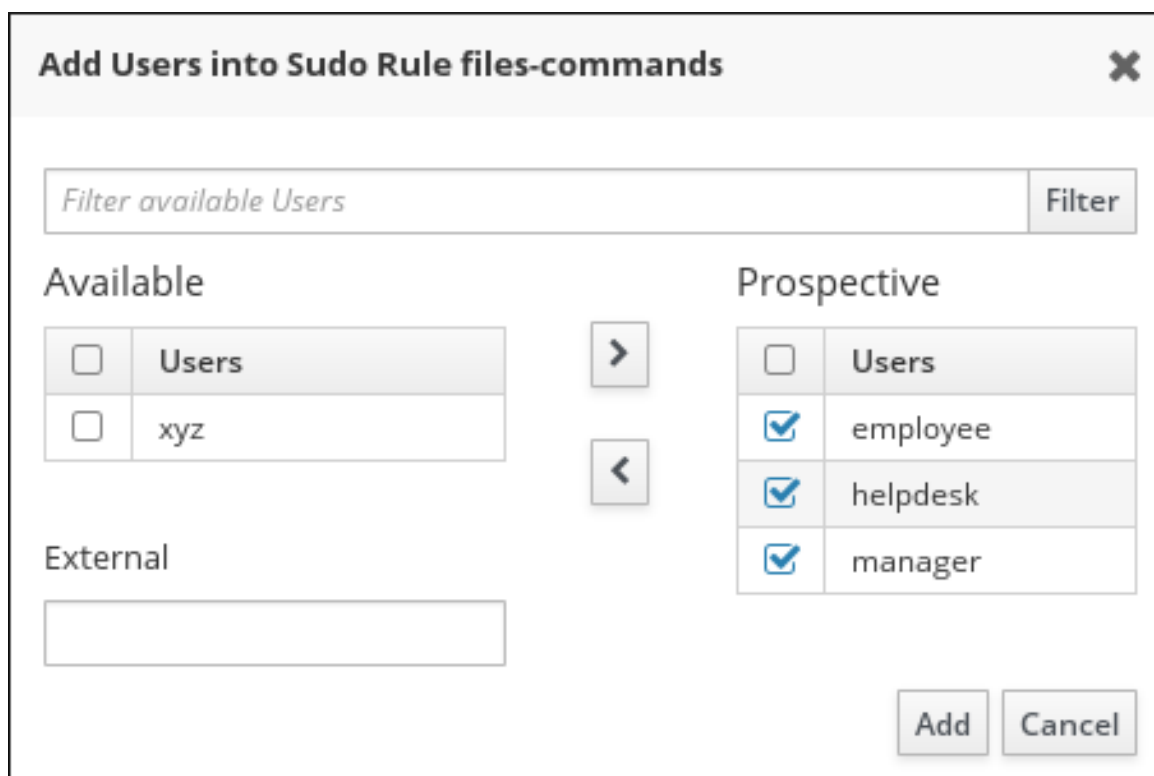 Add Users into Sudo Rule files-commands
Filter available Users
Filter
Available
Prospective
Users
Users
xyz
employee
helpdesk
manager
External
Add
Cancel